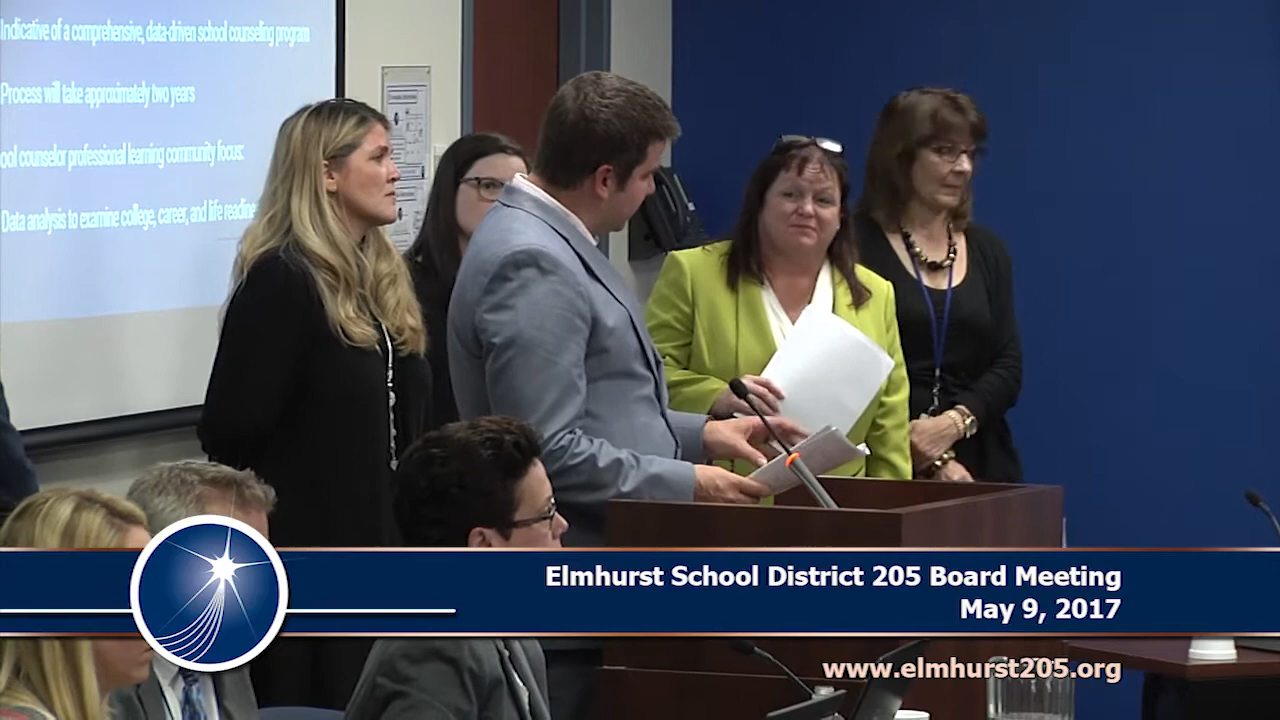 Indicative of a comprehensive, data-driven school counseling program
Process will take approximately two years
ool counselor professional learning community focus:
Data analysis to examine college, career, and life readine
Elmhurst School District 205 Board Meeting
May 9, 2017
www.elmhurst205.org